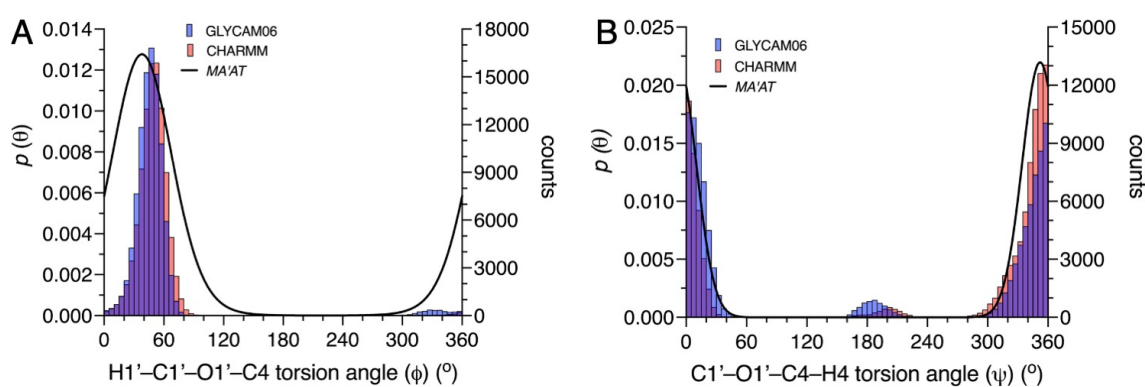 A
GLYCAM06
CHARMM
MA'AT
p (θ)
0.014
0.012
0.010
0.008
0.006
0.004
0.002
0.000
18000
15000
12000
9000
6000
3000
0
counts
0 60 120 180 240 300 360
H1'–C1'–O1'–C4 torsion angle (ϕ) (º)
B
GLYCAM06
CHARMM
MA'AT
p (θ)
0.025
0.020
0.015
0.010
0.005
0.000
15000
12000
9000
6000
3000
0
counts
0 60 120 180 240 300 360
C1'–O1'–C4–H4 torsion angle (ψ) (º)